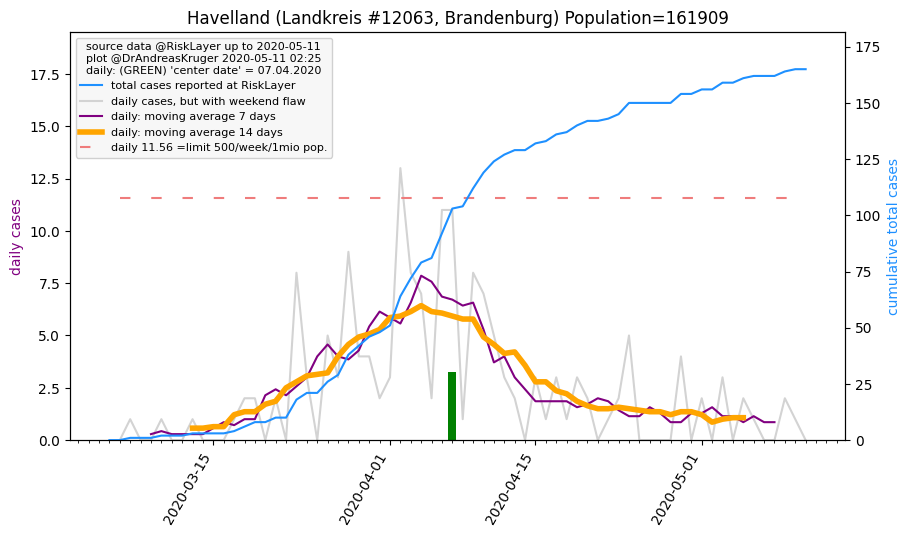 Havelland (Landkreis #12063, Brandenburg) Population=161909
source data @RiskLayer up to 2020-05-11
plot @DrAndreasKruger 2020-05-11 02:25
daily: (GREEN) 'center date' = 07.04.2020
total cases reported at RiskLayer
daily cases, but with weekend flaw
daily: moving average 7 days
daily: moving average 14 days
daily 11.56 =limit 500/week/1mio pop.
daily cases
17.5
15.0
12.5
10.0
7.5
5.0
2.5
0.0
175
150
125
100
75
50
25
0
cumulative total cases
2020-03-15
2020-04-01
2020-04-15
2020-05-01